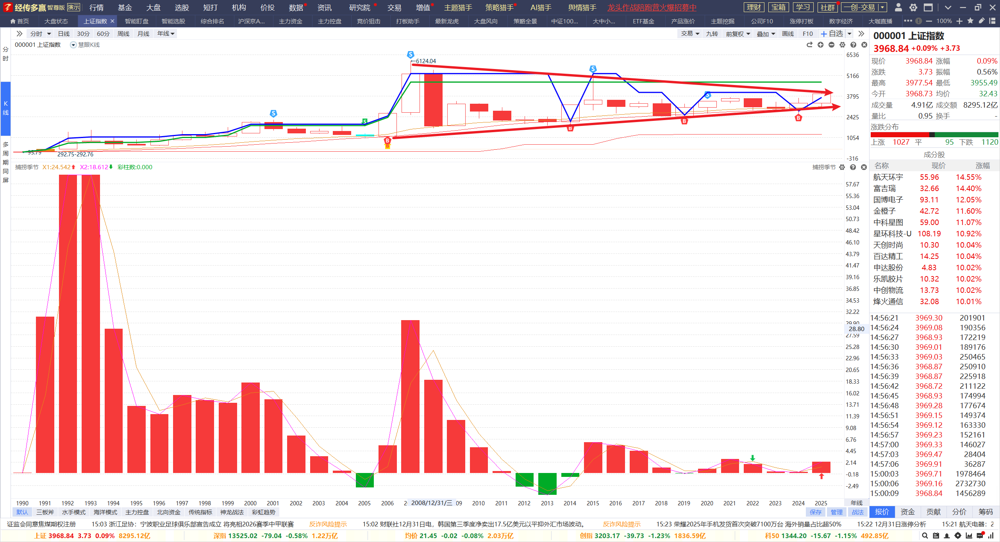 经传多赢 智尊版 演示 行情 基金 大盘 选股 短打 机构 价投 数据 资讯 研究院 交易 增值 主题猎手 策略猎手 AI猎手 舆情猎手 龙头作战陪跑营火爆招募中 理财 宝箱 学习 社群 一创-交易
首页 大盘状态 上证指数 智能盯盘 智能选股 综合排名 沪深京A... 主力资金 主力控盘 竞价狙击 打板助手 最新龙虎 大盘风向 策略全景 中证100... 大中小... ETF基金 产品涨价 主题挖掘 公司F10 涨停打板 数字经济 大咖直播 100%
分时 日线 30分 60分 周线 月线 年线 交易 九转 前复权 叠加 画线 F10 自选
分时
K线
多周期同屏
000001 上证指数 慧眼K线
6124.04
292.75-292.76
S
S
S
S
S
B
B
B
B
B
B
6536
5166
3795
2425
1054
-316
捕捞季节 X1:24.542 X2:18.612 彩柱数:0.000
捕捞季节
57.67
55.36
53.04
50.73
48.42
46.10
43.79
41.47
39.16
36.85
34.53
32.22
29.90
28.80
27.59
25.28
22.96
20.65
18.33
16.02
13.71
11.39
9.08
6.76
4.45
2.14
-0.18
-2.49
1990 1991 1992 1993 1994 1995 1996 1997 1998 1999 2000 2001 2002 2003 2004 2005 2006 2008/12/31/三 09 2010 2011 2012 2013 2014 2015 2016 2017 2018 2019 2020 2021 2022 2023 2024 2025 年线
默认 三板斧 水手模式 海洋模式 主力控盘 北向资金 传统指标 神龙战法 彩虹趋势 保存 管理 战法
000001 上证指数
3968.84 +0.09% +3.73
现价 3968.84 涨幅 0.09%
涨跌 3.73 振幅 0.56%
最高 3977.54 最低 3955.49
今开 3968.73 均价 32.43
成交量 4.91亿 成交额 8295.12亿
量比 0.95 换手 -
涨跌分布
上涨 1027 平 95 下跌 1120
成分股
名称 现价 涨幅
航天环宇 55.96 14.55%
富吉瑞 32.66 14.40%
国博电子 93.11 12.05%
金橙子 42.72 11.60%
中科星图 59.00 11.07%
星环科技-U 108.19 10.92%
天创时尚 10.30 10.04%
百达精工 14.25 10.04%
申达股份 4.83 10.02%
乐凯胶片 10.32 10.02%
中创物流 13.73 10.02%
烽火通信 32.08 10.01%
14:56:21 3969.30 201901
14:56:24 3969.08 190356
14:56:27 3968.93 172219
14:56:30 3969.01 189176
14:56:33 3969.03 250465
14:56:36 3968.87 250910
14:56:39 3968.87 225918
14:56:42 3968.72 211122
14:56:45 3968.93 174994
14:56:48 3969.28 177674
14:56:51 3969.15 149374
14:56:54 3969.12 163330
14:56:57 3969.23 152161
14:57:00 3969.33 146027
14:57:03 3969.47 28404
14:57:06 3969.91 36287
15:00:03 3969.71 1978464
15:00:06 3969.16 2732730
15:00:09 3968.84 1456289
报价 资金 贡献 分价 筹码
证监会同意焦煤期权注册 15:03 浙江足协：宁波职业足球俱乐部宣告成立 将亮相2026赛季中甲联赛 反诈风险提示 15:02 财联社12月31日电，韩国第三季度净卖出17.5亿美元以平抑外汇市场波动。 反诈风险提示 15:23 荣耀2025年手机发货首次突破7100万台 海外销量占比超50% 15:22 12月31日涨停分析 15:21 航天电器：2
上证 3968.84 3.73 0.09% 8295.12亿 深指 13525.02 -79.04 -0.58% 1.22万亿 均价 21.45 -0.02 -0.08% 2.03万亿 创指 3203.17 -39.73 -1.23% 1836.59亿 科50 1344.20 -15.67 -1.15% 492.85亿